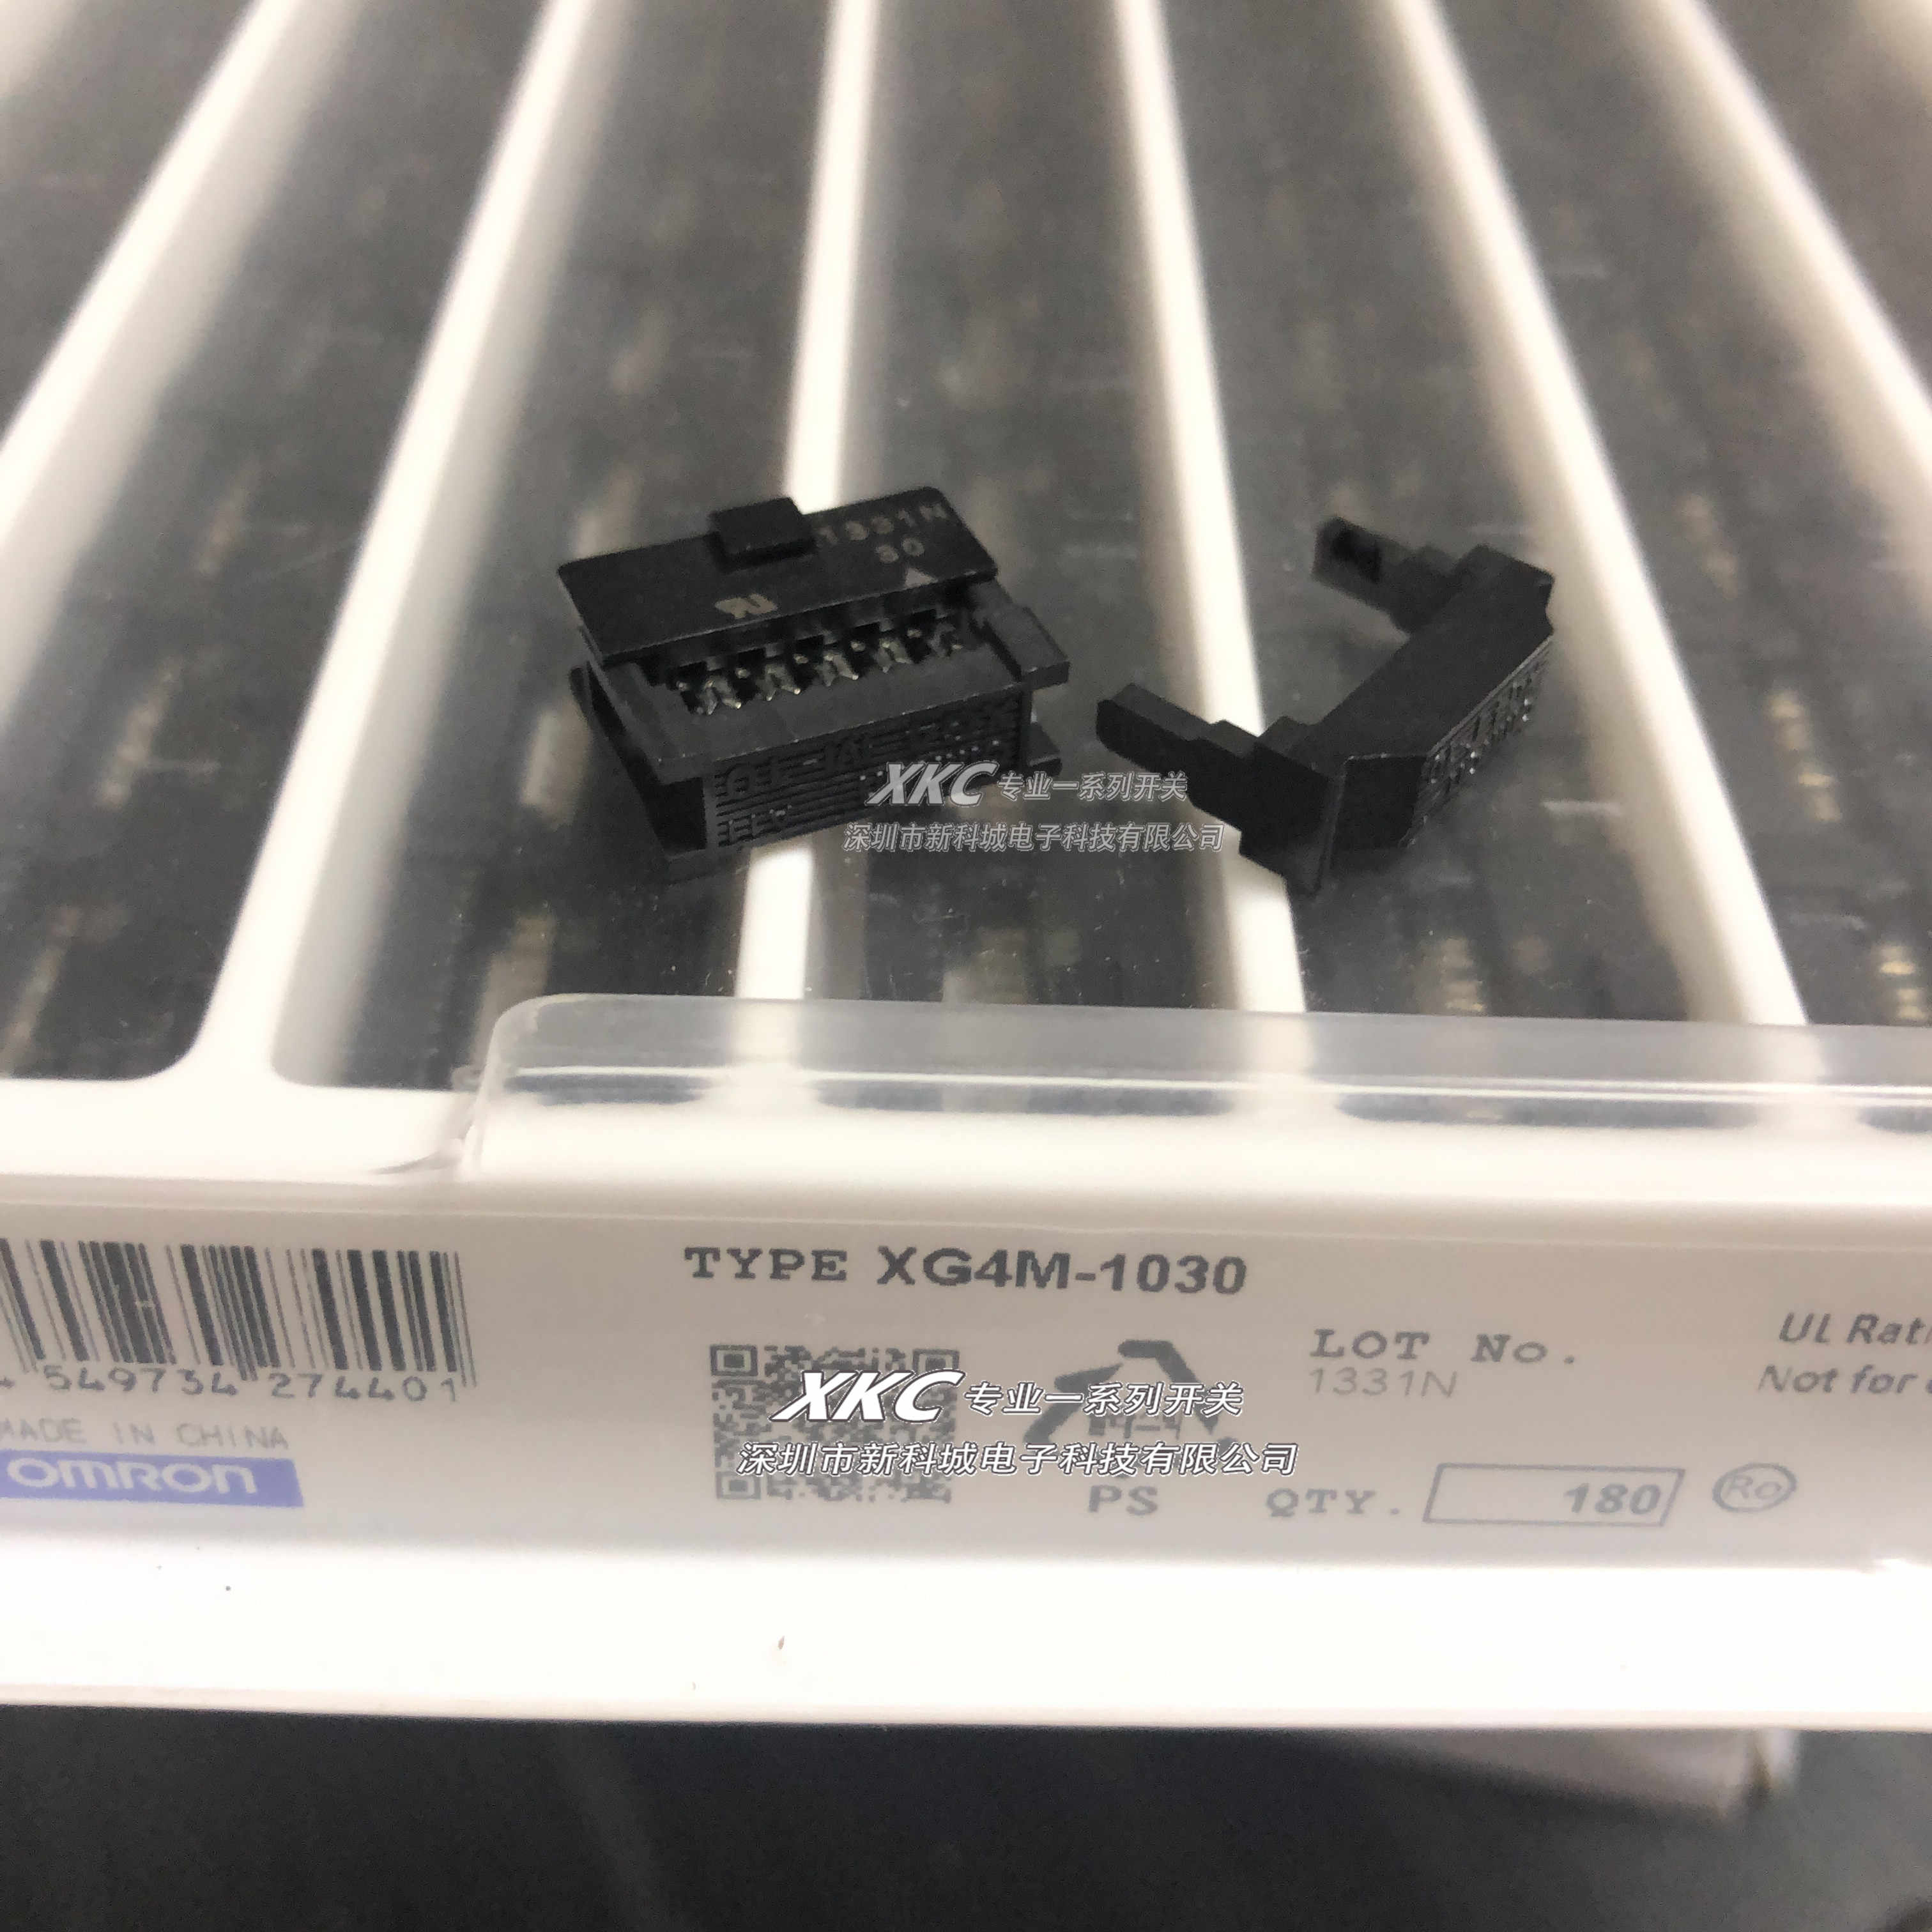 1331N
30
XKC 专业一系列开关
深圳市新科城电子科技有限公司
TYPE XG4M-1030
4 549734 274401
MADE IN CHINA
OMRON
XKC 专业一系列开关
深圳市新科城电子科技有限公司
PS
LOT No.
1331N
QTY. 180
Ro
UL Rati
Not for